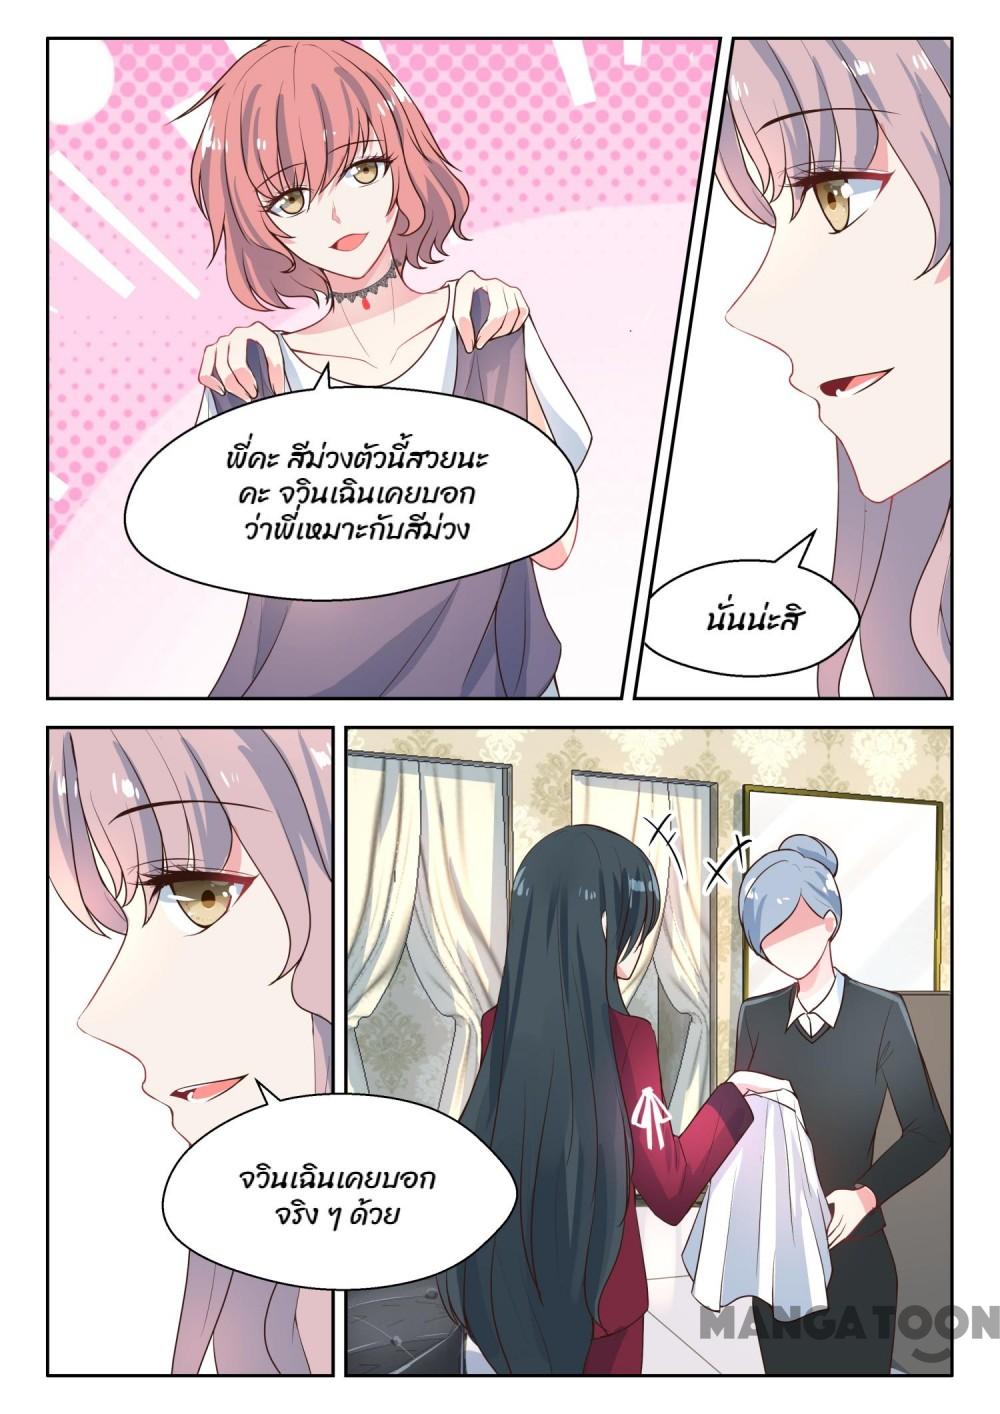 พี่คะ สีม่วงตัวนี้สวยนะ
คะ จวินเฉินเคยบอก
ว่าพี่เหมาะกับสีม่วง
นั่นน่ะสิ
จวินเฉินเคยบอก
จริง ๆ ด้วย
MANGATOON